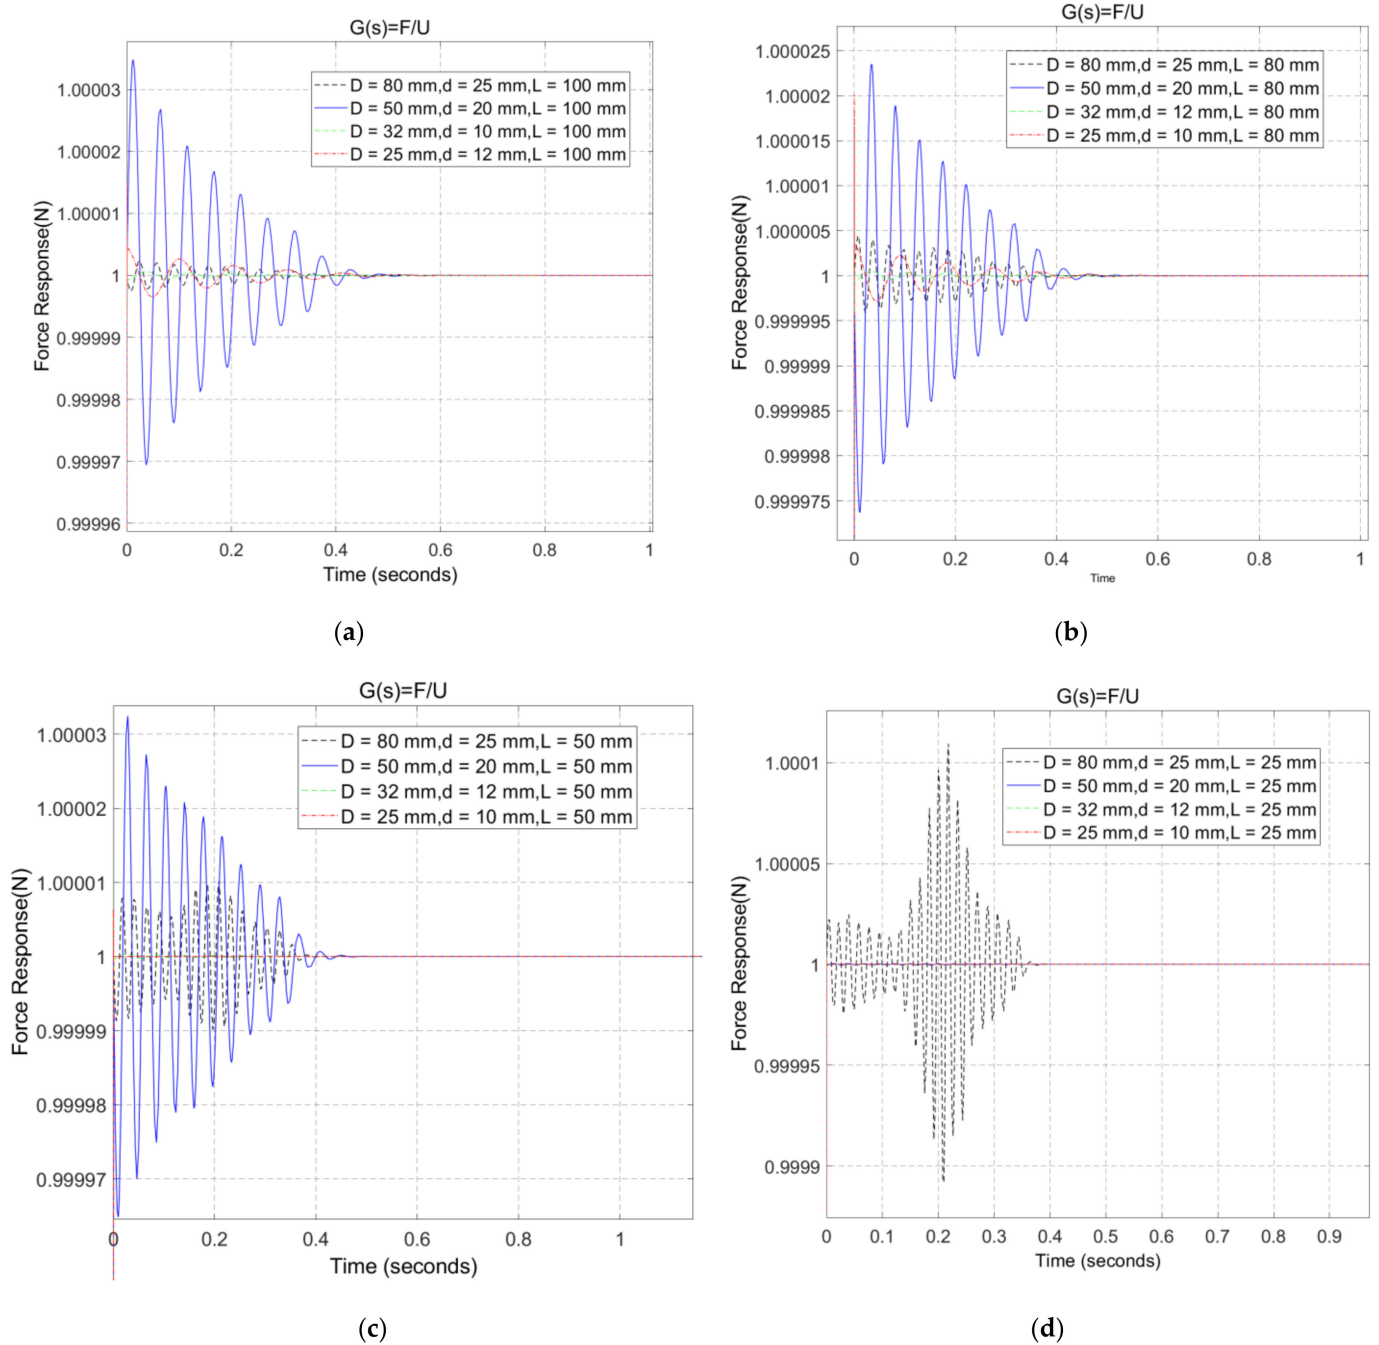 G(s)=F/U
D = 80 mm,d = 25 mm,L = 100 mm
D = 50 mm,d = 20 mm,L = 100 mm
D = 32 mm,d = 10 mm,L = 100 mm
D = 25 mm,d = 12 mm,L = 100 mm
Force Response(N)
1.00003
1.00002
1.00001
1
0.99999
0.99998
0.99997
0.99996
0 0.2 0.4 0.6 0.8 1
Time (seconds)
(a)
G(s)=F/U
D = 80 mm,d = 25 mm,L = 80 mm
D = 50 mm,d = 20 mm,L = 80 mm
D = 32 mm,d = 12 mm,L = 80 mm
D = 25 mm,d = 10 mm,L = 80 mm
Force Response(N)
1.000025
1.00002
1.000015
1.00001
1.000005
1
0.999995
0.99999
0.999985
0.99998
0.999975
0 0.2 0.4 0.6 0.8 1
Time
(b)
G(s)=F/U
D = 80 mm,d = 25 mm,L = 50 mm
D = 50 mm,d = 20 mm,L = 50 mm
D = 32 mm,d = 12 mm,L = 50 mm
D = 25 mm,d = 10 mm,L = 50 mm
Force Response(N)
1.00003
1.00002
1.00001
1
0.99999
0.99998
0.99997
0 0.2 0.4 0.6 0.8 1
Time (seconds)
(c)
G(s)=F/U
D = 80 mm,d = 25 mm,L = 25 mm
D = 50 mm,d = 20 mm,L = 25 mm
D = 32 mm,d = 12 mm,L = 25 mm
D = 25 mm,d = 10 mm,L = 25 mm
Force Response(N)
1.0001
1.00005
1
0.99995
0.9999
0 0.1 0.2 0.3 0.4 0.5 0.6 0.7 0.8 0.9
Time (seconds)
(d)